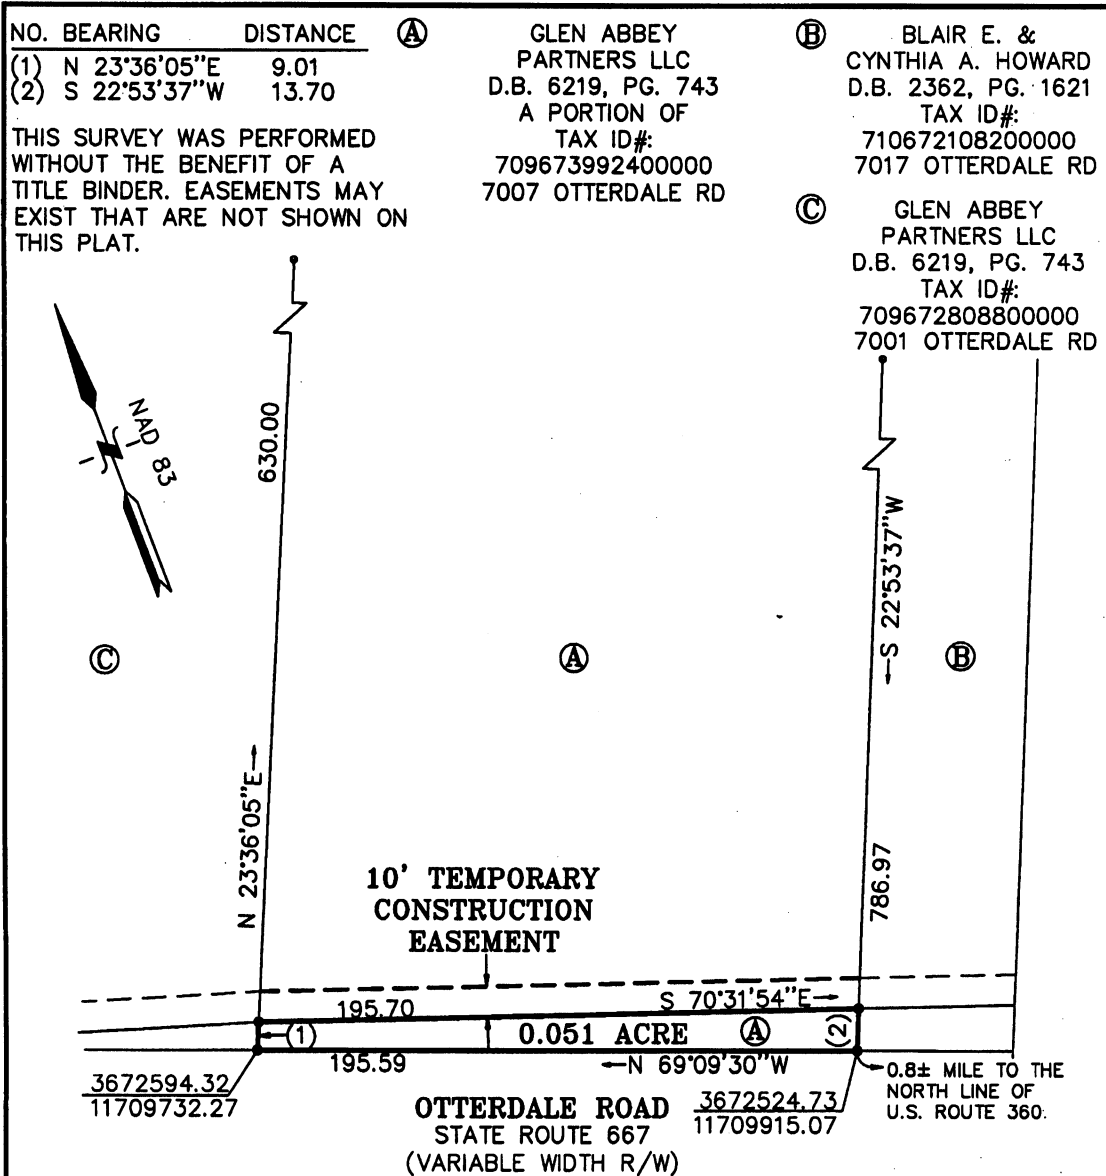 NO. BEARING DISTANCE
(1) N 23°36'05"E 9.01
(2) S 22°53'37"W 13.70
THIS SURVEY WAS PERFORMED
WITHOUT THE BENEFIT OF A
TITLE BINDER. EASEMENTS MAY
EXIST THAT ARE NOT SHOWN ON
THIS PLAT.
A
GLEN ABBEY
PARTNERS LLC
D.B. 6219, PG. 743
A PORTION OF
TAX ID#:
709673992400000
7007 OTTERDALE RD
B
BLAIR E. &
CYNTHIA A. HOWARD
D.B. 2362, PG. 1621
TAX ID#:
710672108200000
7017 OTTERDALE RD
C
GLEN ABBEY
PARTNERS LLC
D.B. 6219, PG. 743
TAX ID#:
709672808800000
7001 OTTERDALE RD
NAD 83
630.00
S 22°53'37"W
C
A
B
N 23°36'05"E
786.97
10' TEMPORARY
CONSTRUCTION
EASEMENT
195.70
S 70°31'54"E
(1)
0.051 ACRE
A
(2)
195.59
N 69°09'30"W
3672594.32
11709732.27
OTTERDALE ROAD
STATE ROUTE 667
(VARIABLE WIDTH R/W)
3672524.73
11709915.07
0.8± MILE TO THE
NORTH LINE OF
U.S. ROUTE 360.